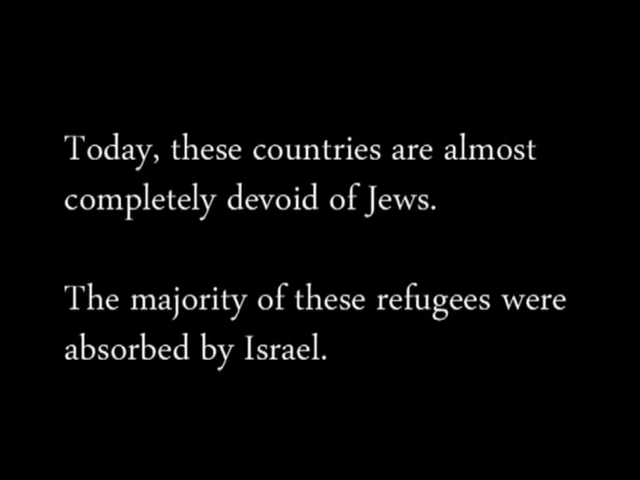 Today, these countries are almost
completely devoid of Jews.
The majority of these refugees were
absorbed by Israel.